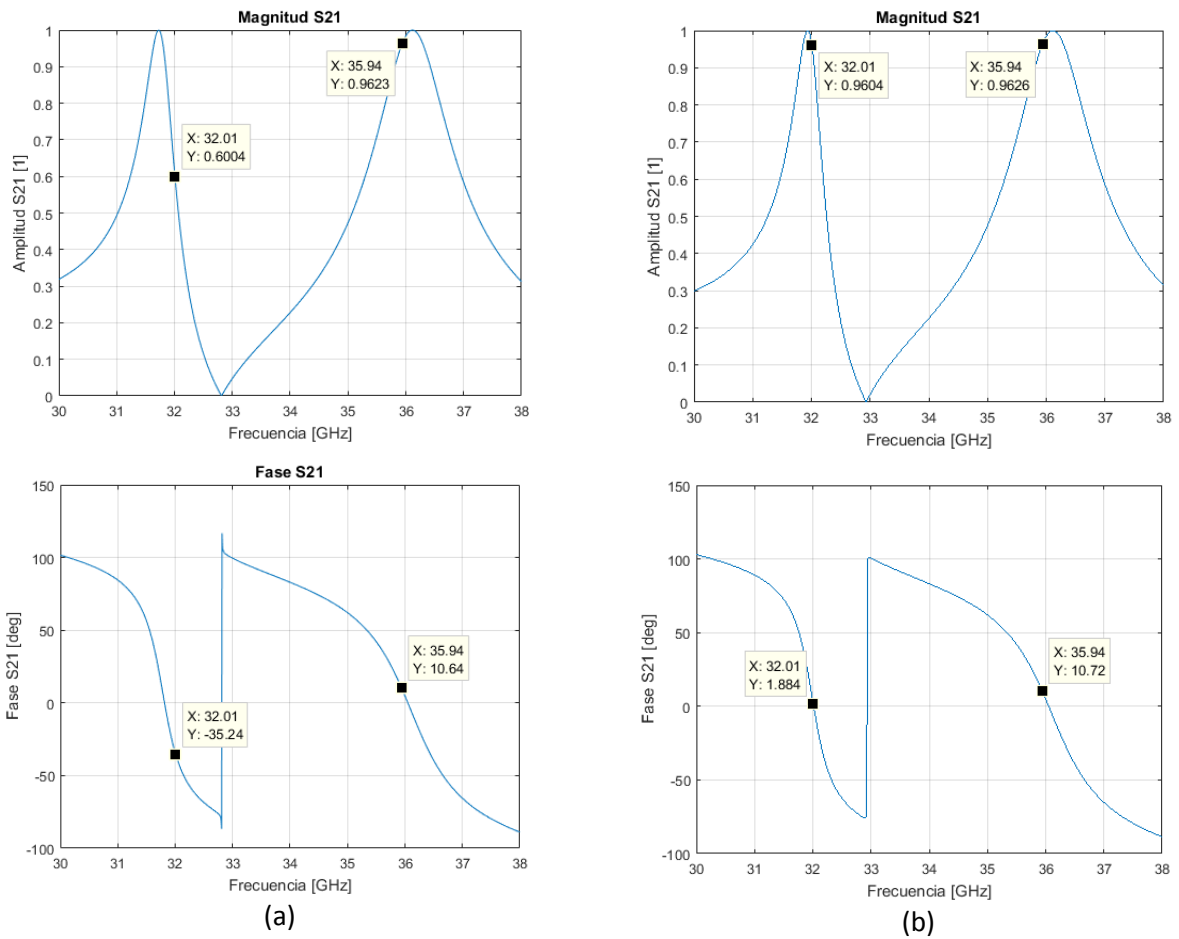 Magnitud S21
1
0.9
0.8
0.7
0.6
0.5
0.4
0.3
0.2
0.1
0
Amplitud S21 [1]
X: 32.01
Y: 0.6004
X: 35.94
Y: 0.9623
30 31 32 33 34 35 36 37 38
Frecuencia [GHz]
Magnitud S21
1
0.9
0.8
0.7
0.6
0.5
0.4
0.3
0.2
0.1
0
Amplitud S21 [1]
X: 32.01
Y: 0.9604
X: 35.94
Y: 0.9626
30 31 32 33 34 35 36 37 38
Frecuencia [GHz]
Fase S21
150
100
50
0
-50
-100
Fase S21 [deg]
X: 32.01
Y: -35.24
X: 35.94
Y: 10.64
30 31 32 33 34 35 36 37 38
Frecuencia [GHz]
(a)
150
100
50
0
-50
-100
Fase S21 [deg]
X: 32.01
Y: 1.884
X: 35.94
Y: 10.72
30 31 32 33 34 35 36 37 38
Frecuencia [GHz]
(b)